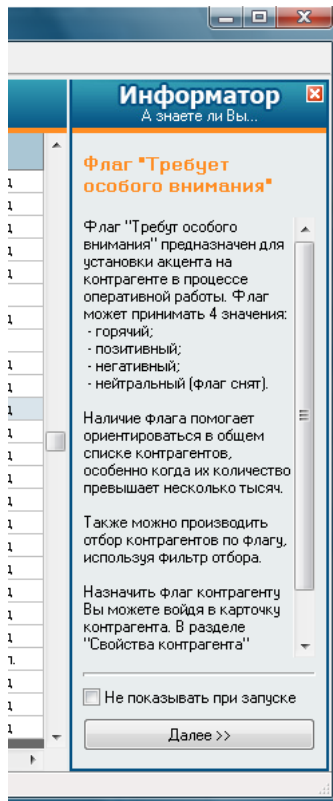 Информатор
А знаете ли Вы...
Флаг "Требует
особого внимания"
Флаг "Требут особого
внимания" предназначен для
установки акцента на
контрагенте в процессе
оперативной работы. Флаг
может принимать 4 значения:
- горячий;
- позитивный;
- негативный;
- нейтральный (флаг снят).
Наличие флага помогает
ориентироваться в общем
списке контрагентов,
особенно когда их количество
превышает несколько тысяч.
Также можно производить
отбор контрагентов по флагу,
используя фильтр отбора.
Назначить флаг контрагенту
Вы можете войдя в карточку
контрагента. В разделе
"Свойства контрагента"
Не показывать при запуске
Далее >>